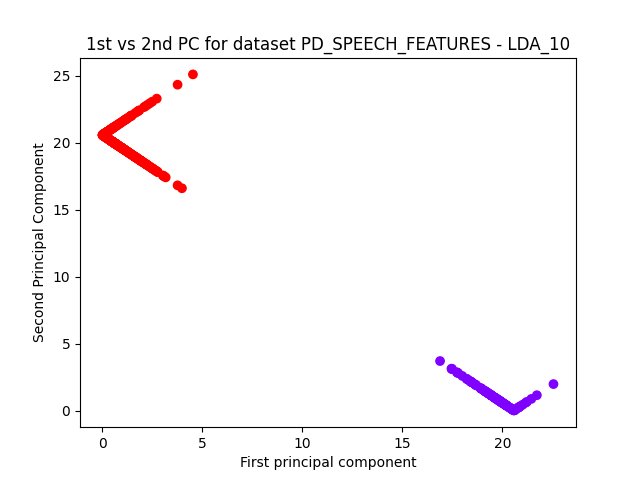 1st vs 2nd PC for dataset PD_SPEECH_FEATURES - LDA_10
25
20
15
10
5
0
Second Principal Component
0 5 10 15 20
First principal component